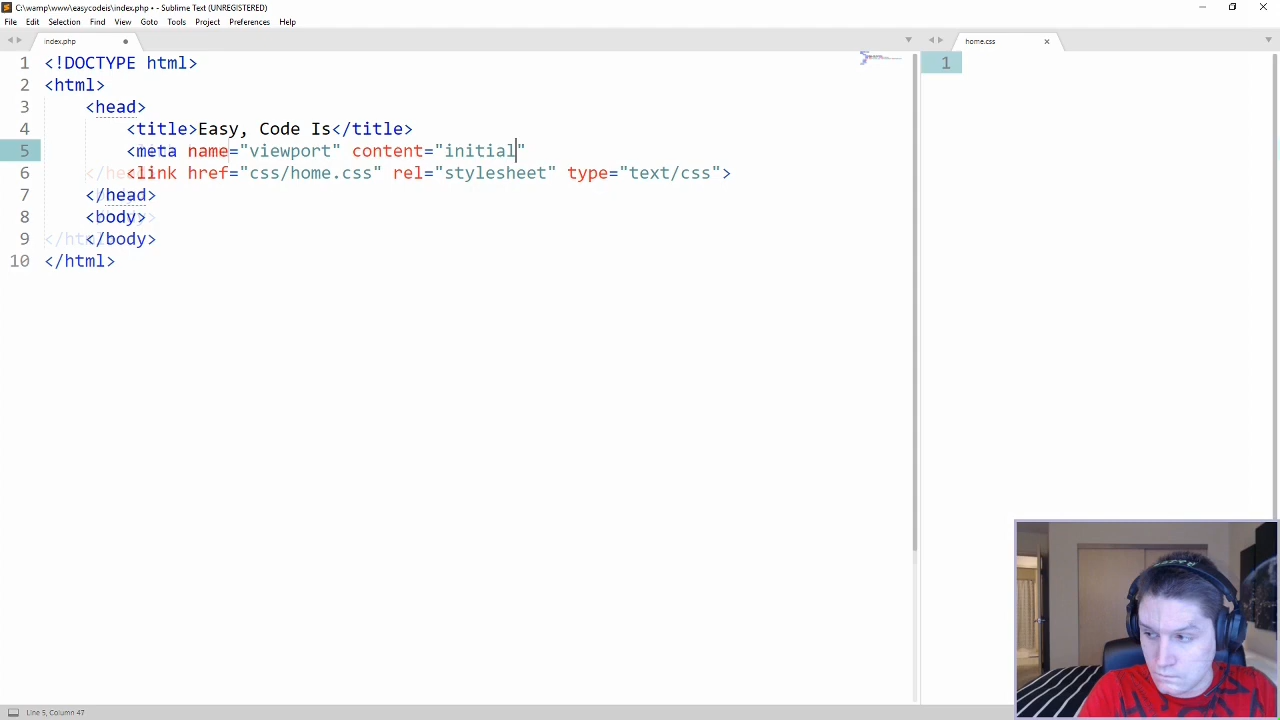 C:\wamp\www\easycodeis\index.php • - Sublime Text (UNREGISTERED)
File Edit Selection Find View Goto Tools Project Preferences Help
index.php
home.css
1 <!DOCTYPE html>
2 <html>
3 <head>
4 <title>Easy, Code Is</title>
5 <meta name="viewport" content="initial"
6 <link href="css/home.css" rel="stylesheet" type="text/css">
7 </head>
8 <body>
9 </body>
10 </html>
1
Line 5, Column 47